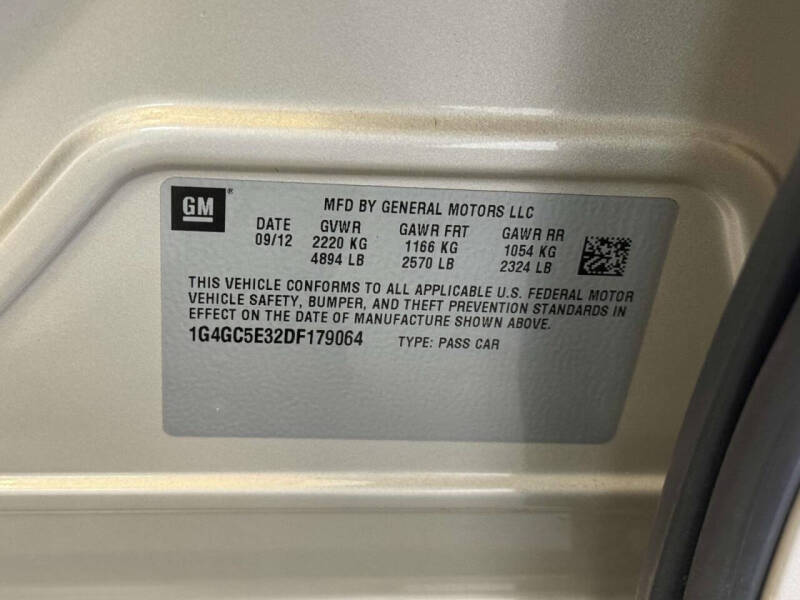 GM ®
MFD BY GENERAL MOTORS LLC
DATE GVWR GAWR FRT GAWR RR
09/12 2220 KG 1166 KG 1054 KG
4894 LB 2570 LB 2324 LB
THIS VEHICLE CONFORMS TO ALL APPLICABLE U.S. FEDERAL MOTOR
VEHICLE SAFETY, BUMPER, AND THEFT PREVENTION STANDARDS IN
EFFECT ON THE DATE OF MANUFACTURE SHOWN ABOVE.
1G4GC5E32DF179064 TYPE: PASS CAR